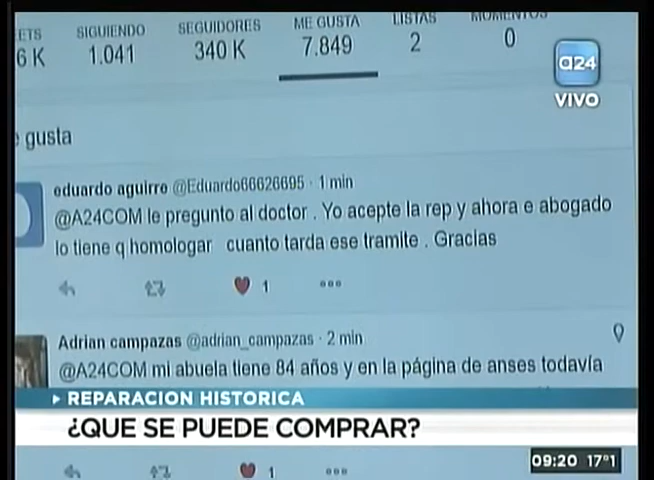 ETS SIGUIENDO SEGUIDORES ME GUSTA LISTAS MOMENTOS
6 K 1.041 340 K 7.849 2 0
a24
VIVO
e gusta
eduardo aguirre @Eduardo66626695 · 1 min
@A24COM le pregunto al doctor . Yo acepte la rep y ahora e abogado
lo tiene q homologar cuanto tarda ese tramite . Gracias
1
Adrian campazas @adrian_campazas · 2 min
@A24COM mi abuela tiene 84 años y en la página de anses todavía
REPARACION HISTORICA
¿QUE SE PUEDE COMPRAR?
1
09:20 17°1